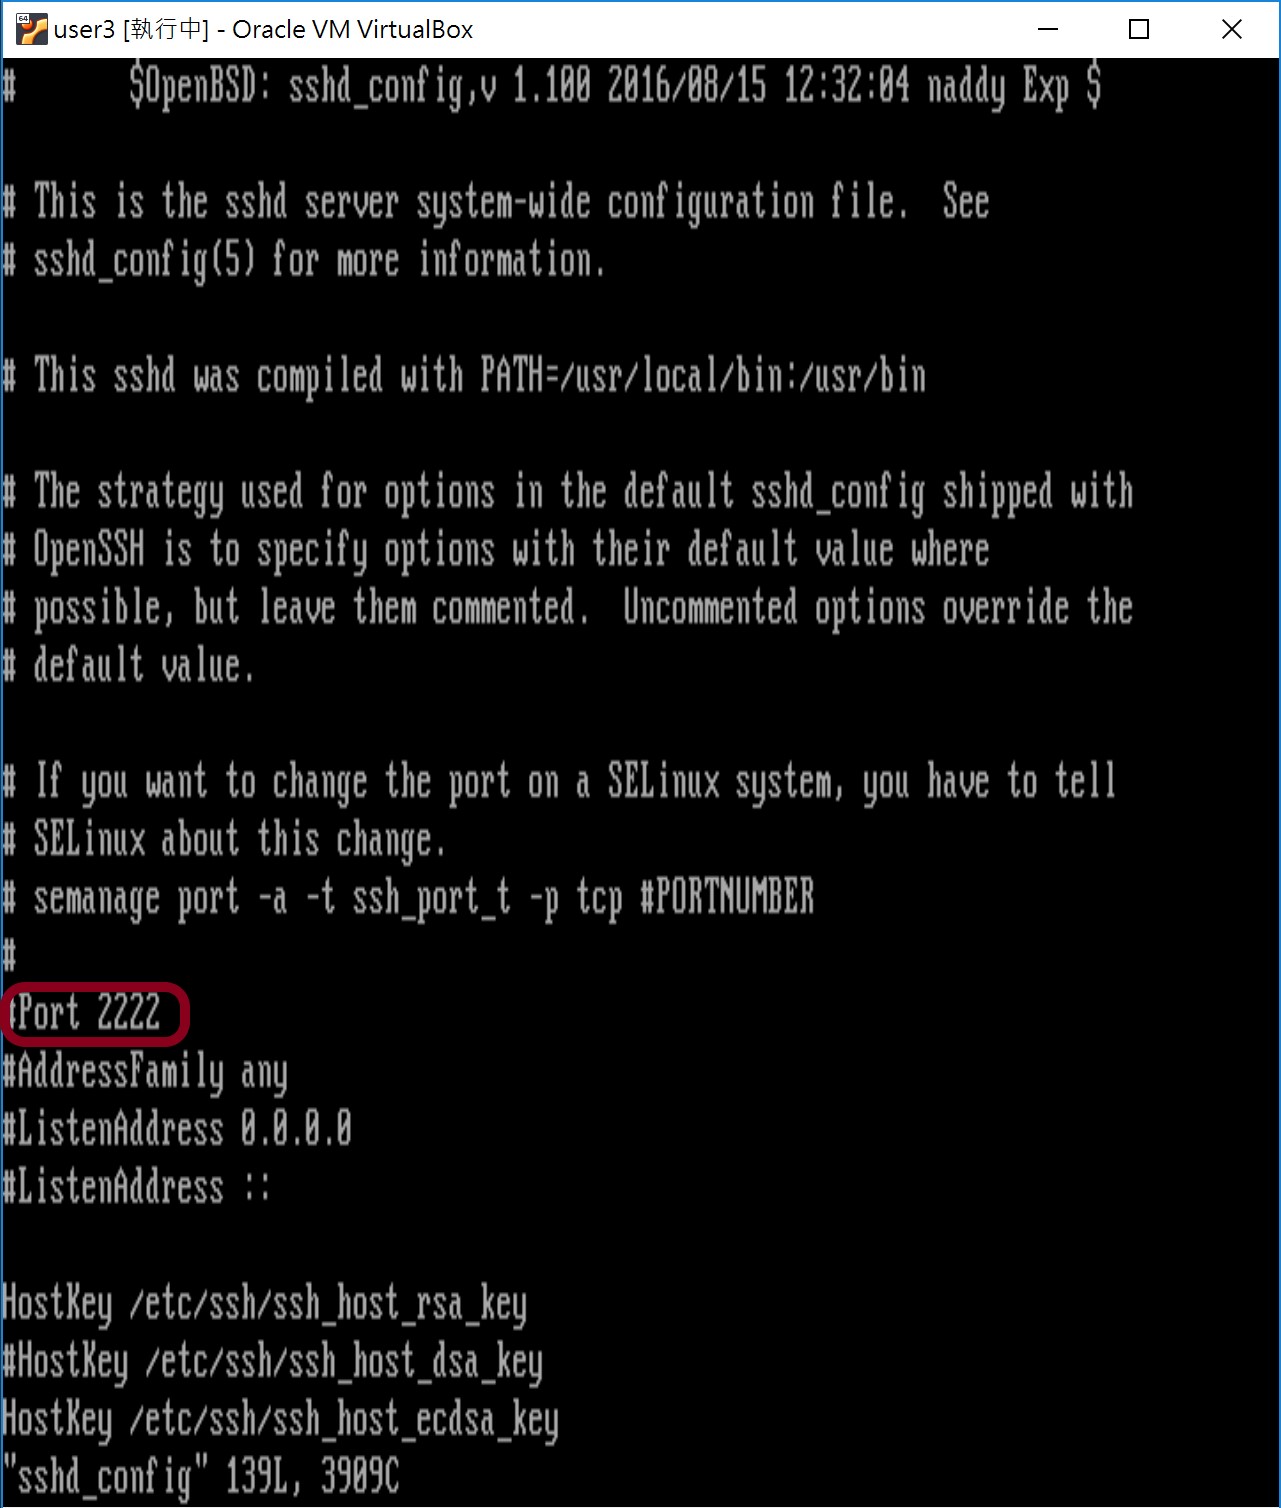 64
user3 [執行中] - Oracle VM VirtualBox
#       $OpenBSD: sshd_config,v 1.100 2016/08/15 12:32:04 naddy Exp $
# This is the sshd server system-wide configuration file.  See
# sshd_config(5) for more information.
# This sshd was compiled with PATH=/usr/local/bin:/usr/bin
# The strategy used for options in the default sshd_config shipped with
# OpenSSH is to specify options with their default value where
# possible, but leave them commented.  Uncommented options override the
# default value.
# If you want to change the port on a SELinux system, you have to tell
# SELinux about this change.
# semanage port -a -t ssh_port_t -p tcp #PORTNUMBER
#
#Port 2222
#AddressFamily any
#ListenAddress 0.0.0.0
#ListenAddress ::
HostKey /etc/ssh/ssh_host_rsa_key
#HostKey /etc/ssh/ssh_host_dsa_key
HostKey /etc/ssh/ssh_host_ecdsa_key
"sshd_config" 139L, 3909C